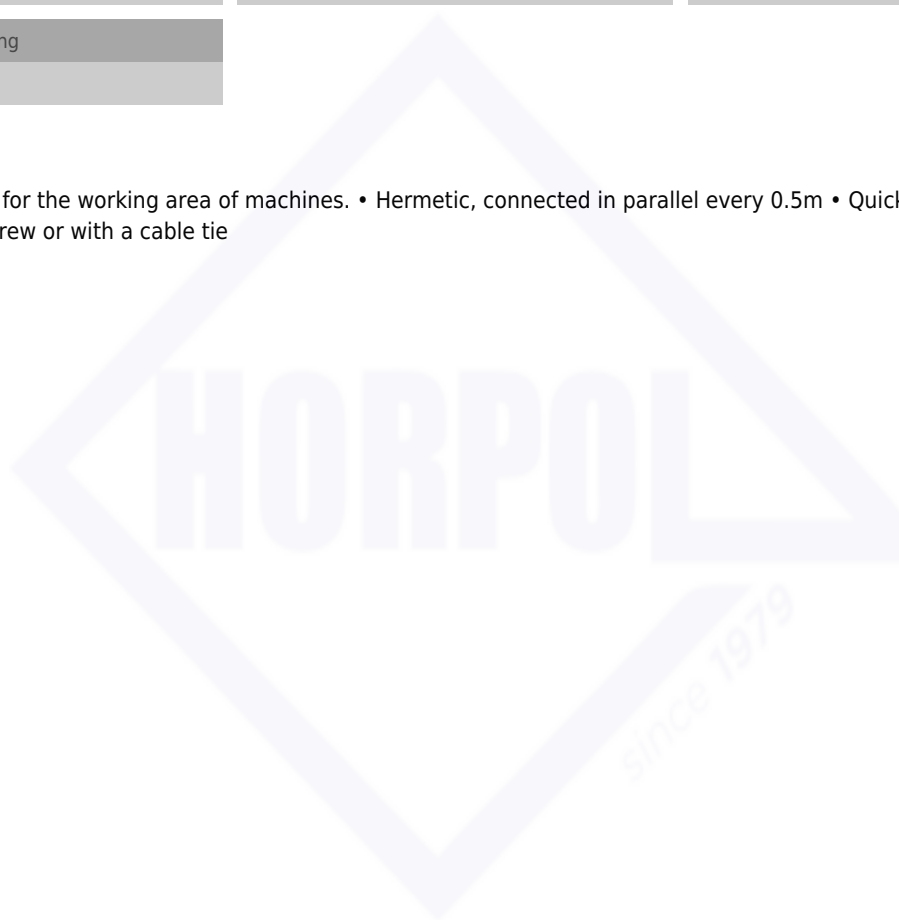 ng
for the working area of machines. • Hermetic, connected in parallel every 0.5m • Quick
rew or with a cable tie
HORPOL
since 1979